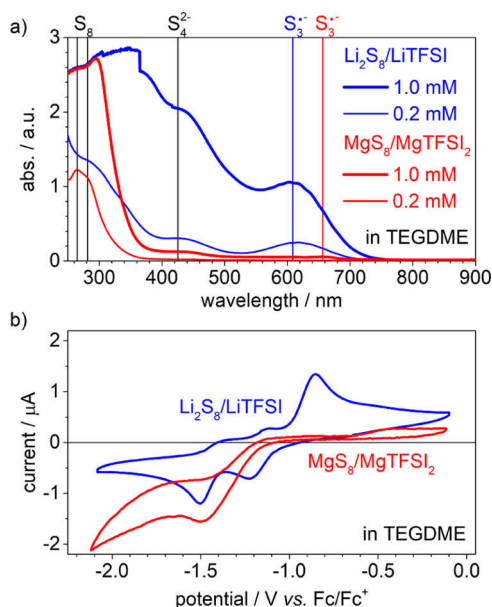 a)
S₈ S₄²⁻ S₃•⁻ S₃•⁻
3
2
1
0
abs. / a.u.
Li₂S₈/LiTFSI
1.0 mM
0.2 mM
MgS₈/MgTFSI₂
1.0 mM
0.2 mM
in TEGDME
300 400 500 600 700 800 900
wavelength / nm
b)
2
1
0
-1
-2
current / μA
Li₂S₈/LiTFSI
MgS₈/MgTFSI₂
in TEGDME
-2.0 -1.5 -1.0 -0.5 0.0
potential / V vs. Fc/Fc⁺